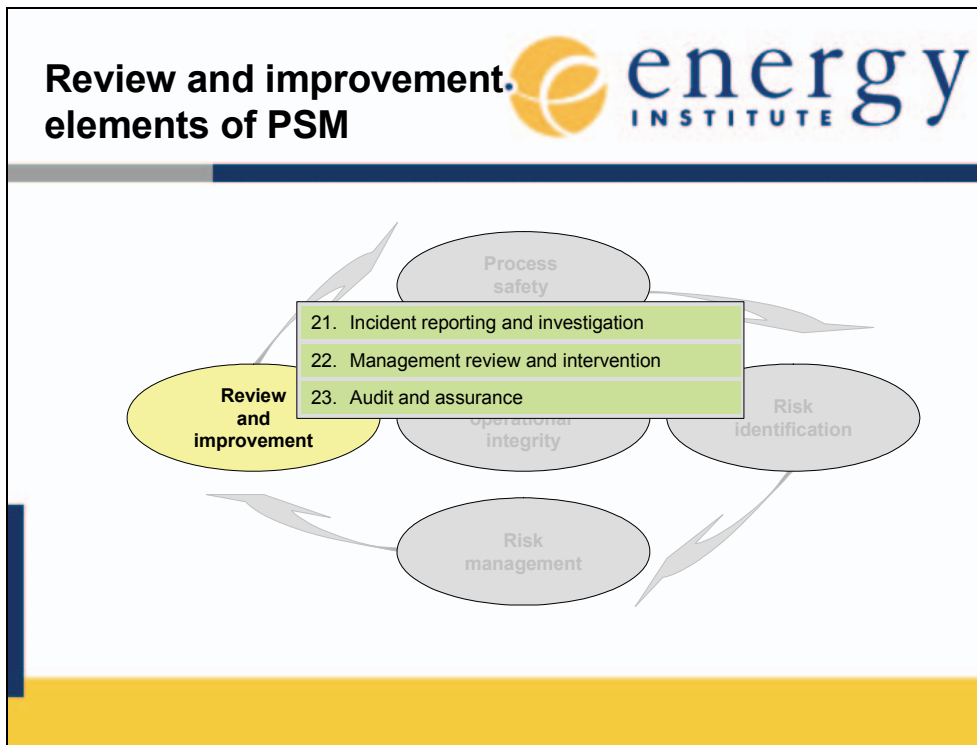 Review and improvement
elements of PSM
energy
INSTITUTE
Process
safety
21. Incident reporting and investigation
22. Management review and intervention
23. Audit and assurance
Review
and
improvement
operational
integrity
Risk
identification
Risk
management